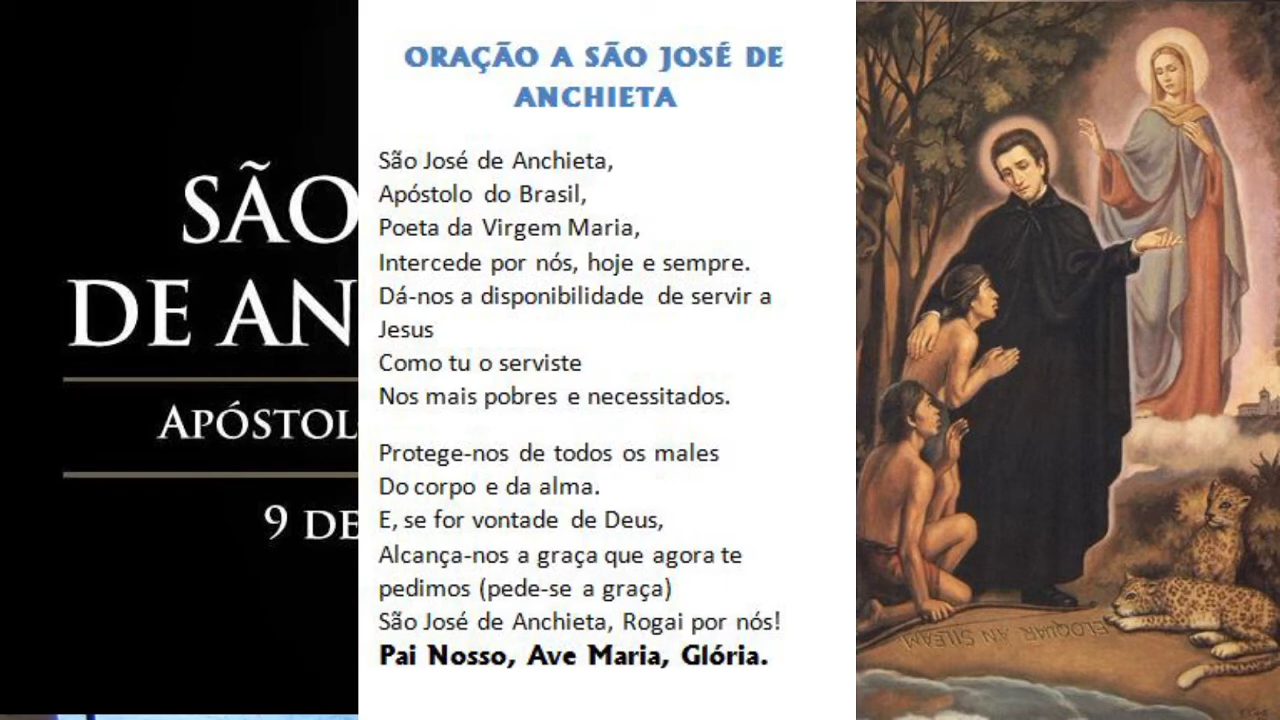 SÃO
DE AN
APÓSTOL
9 DE
ORAÇÃO A SÃO JOSÉ DE
ANCHIETA
São José de Anchieta,
Apóstolo do Brasil,
Poeta da Virgem Maria,
Intercede por nós, hoje e sempre.
Dá-nos a disponibilidade de servir a
Jesus
Como tu o serviste
Nos mais pobres e necessitados.
Protege-nos de todos os males
Do corpo e da alma.
E, se for vontade de Deus,
Alcança-nos a graça que agora te
pedimos (pede-se a graça)
São José de Anchieta, Rogai por nós!
Pai Nosso, Ave Maria, Glória.
ELOQUAR AN SILEAM